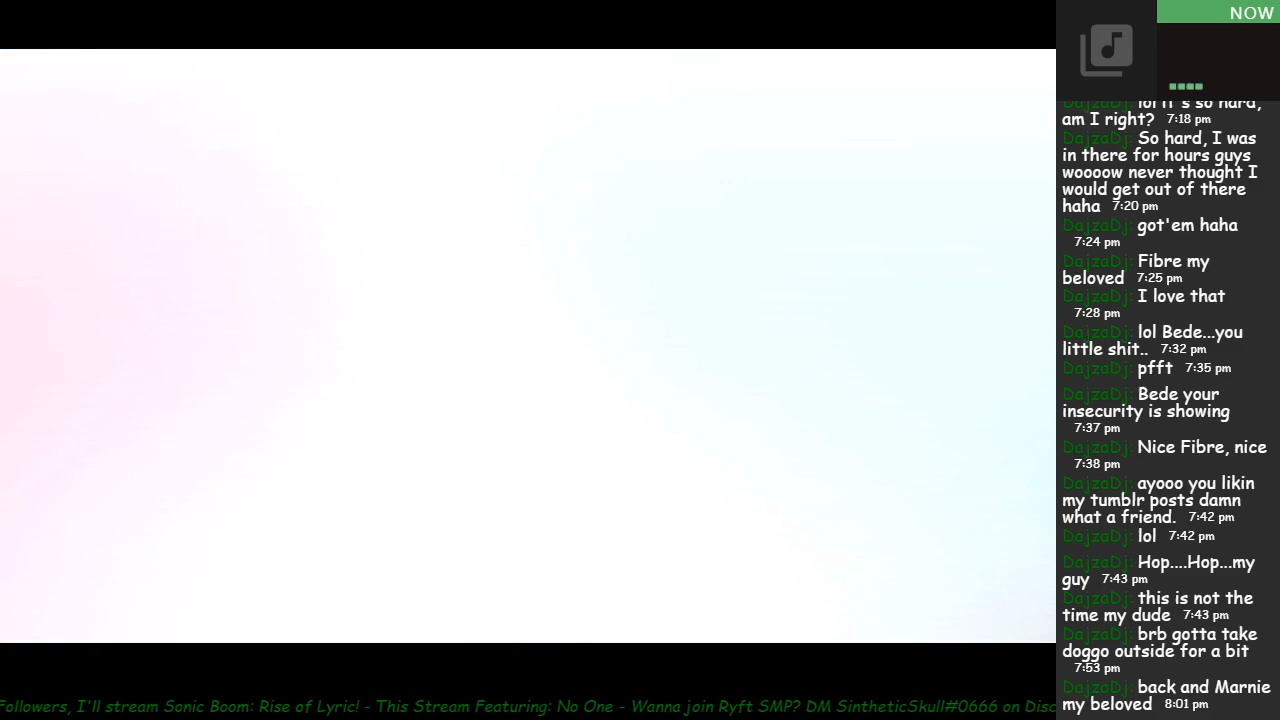 NOW
DajzaDj: lol it's so hard,
am I right? 7:18 pm
DajzaDj: So hard, I was
in there for hours guys
woooow never thought I
would get out of there
haha 7:20 pm
DajzaDj: got'em haha
7:24 pm
DajzaDj: Fibre my
beloved 7:25 pm
DajzaDj: I love that
7:28 pm
DajzaDj: lol Bede...you
little shit.. 7:32 pm
DajzaDj: pfft 7:35 pm
DajzaDj: Bede your
insecurity is showing
7:37 pm
DajzaDj: Nice Fibre, nice
7:38 pm
DajzaDj: ayooo you likin
my tumblr posts damn
what a friend. 7:42 pm
DajzaDj: lol 7:42 pm
DajzaDj: Hop....Hop...my
guy 7:43 pm
DajzaDj: this is not the
time my dude 7:43 pm
DajzaDj: brb gotta take
doggo outside for a bit
7:53 pm
DajzaDj: back and Marnie
my beloved 8:01 pm
Followers, I'll stream Sonic Boom: Rise of Lyric! - This Stream Featuring: No One - Wanna join Ryft SMP? DM SintheticSkull#0666 on Disc